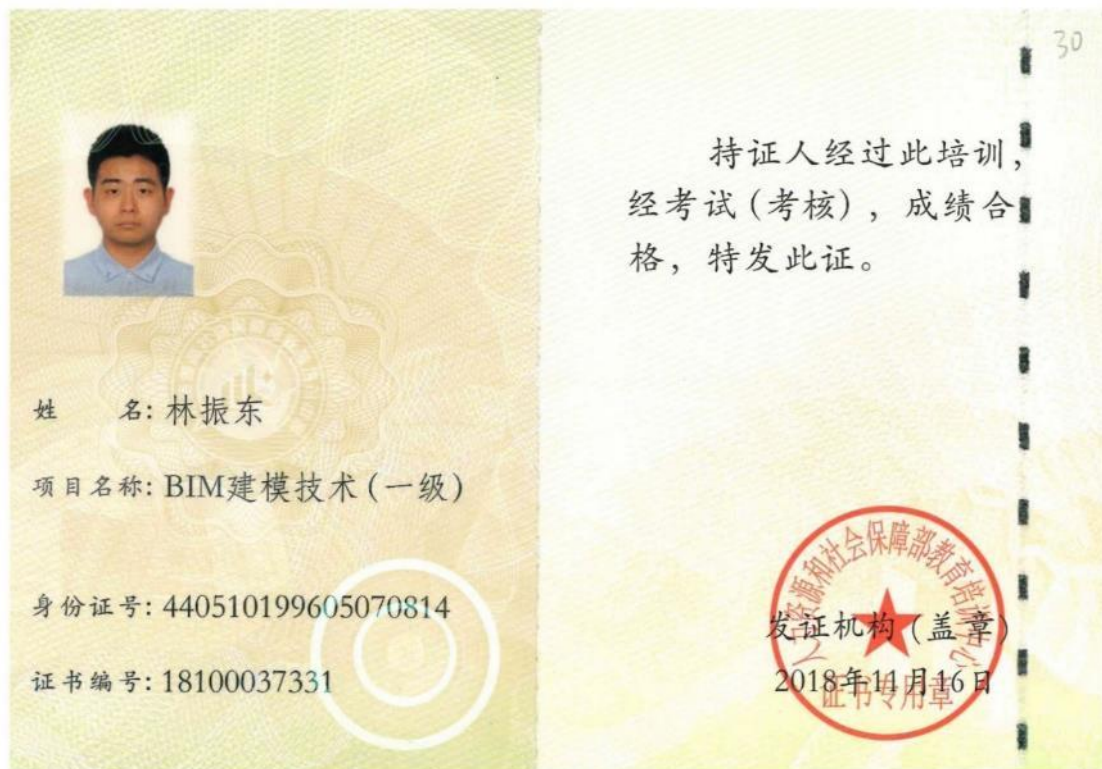 30
姓 名: 林振东
项目名称: BIM建模技术(一级)
身份证号: 440510199605070814
证书编号: 18100037331
持证人经过此培训,
经考试(考核), 成绩合
格, 特发此证。
人力资源和社会保障部教育培训中心
发证机构(盖章)
2018年11月16日
证书专用章